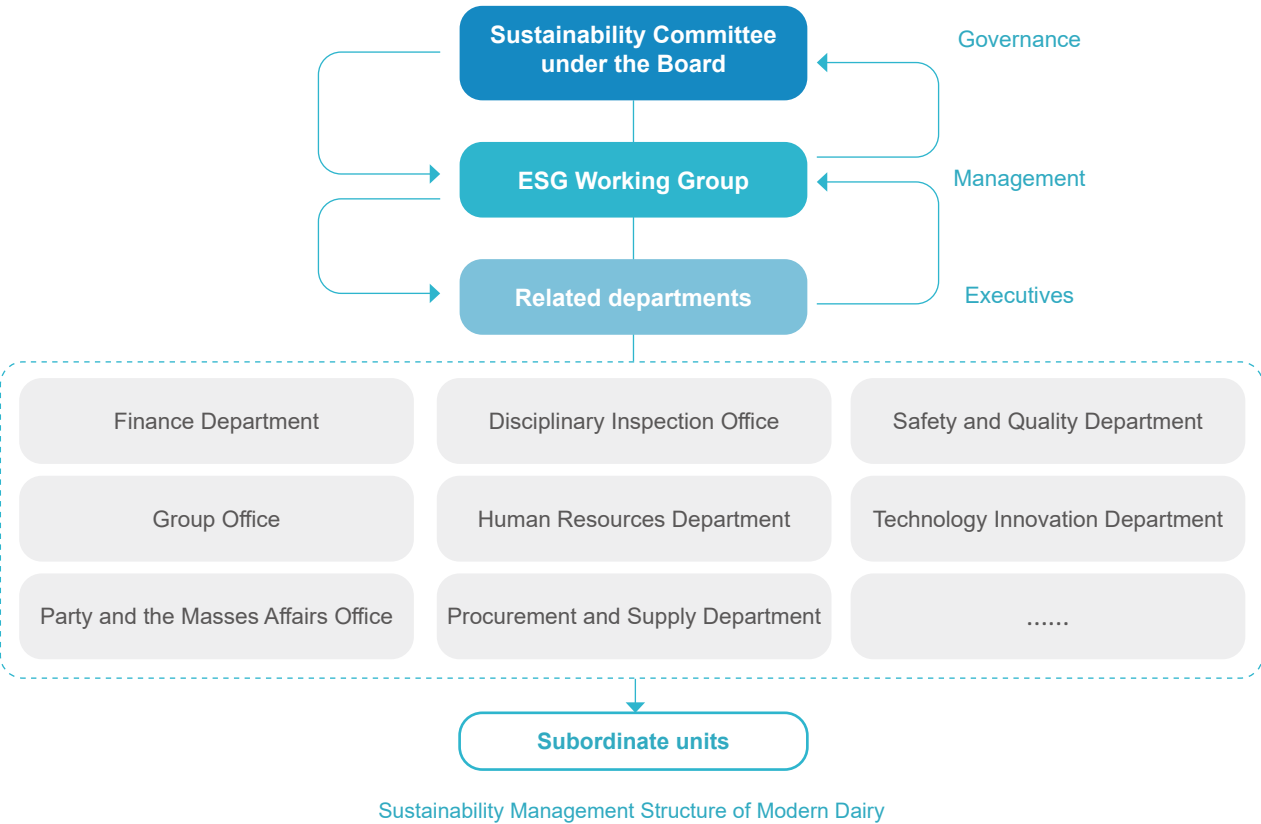 Sustainability Committee
under the Board
Governance
ESG Working Group
Management
Related departments
Executives
Finance Department
Disciplinary Inspection Office
Safety and Quality Department
Group Office
Human Resources Department
Technology Innovation Department
Party and the Masses Affairs Office
Procurement and Supply Department
......
Subordinate units
Sustainability Management Structure of Modern Dairy